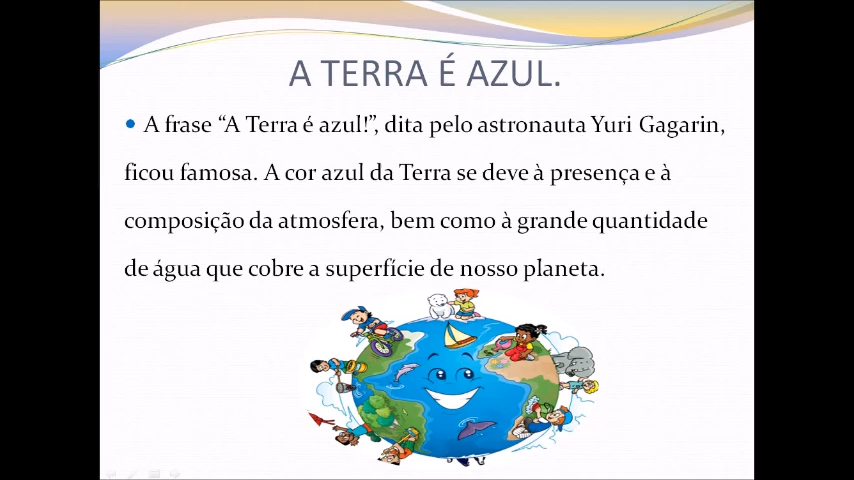 A TERRA É AZUL.
• A frase “A Terra é azul!”, dita pelo astronauta Yuri Gagarin,
ficou famosa. A cor azul da Terra se deve à presença e à
composição da atmosfera, bem como à grande quantidade
de água que cobre a superfície de nosso planeta.